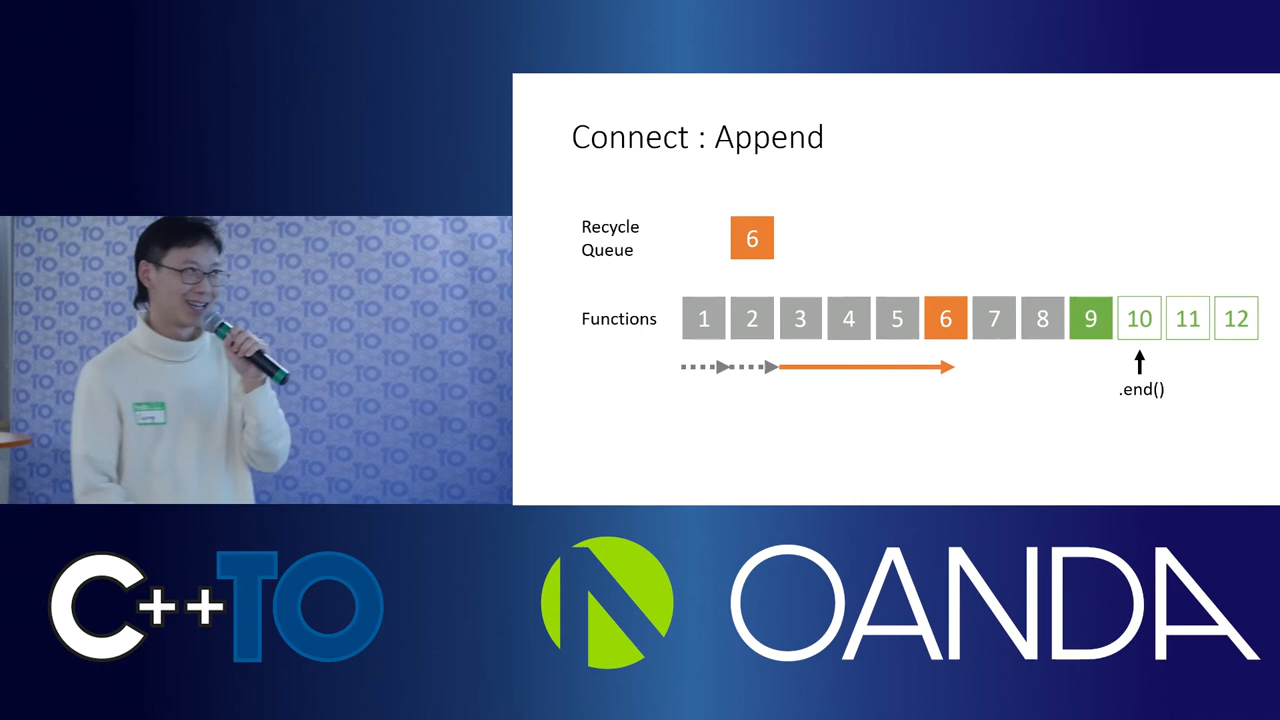 Connect : Append
Recycle
Queue
6
Functions
1 2 3 4 5 6 7 8 9 10 11 12
.end()
C++TO
OANDA